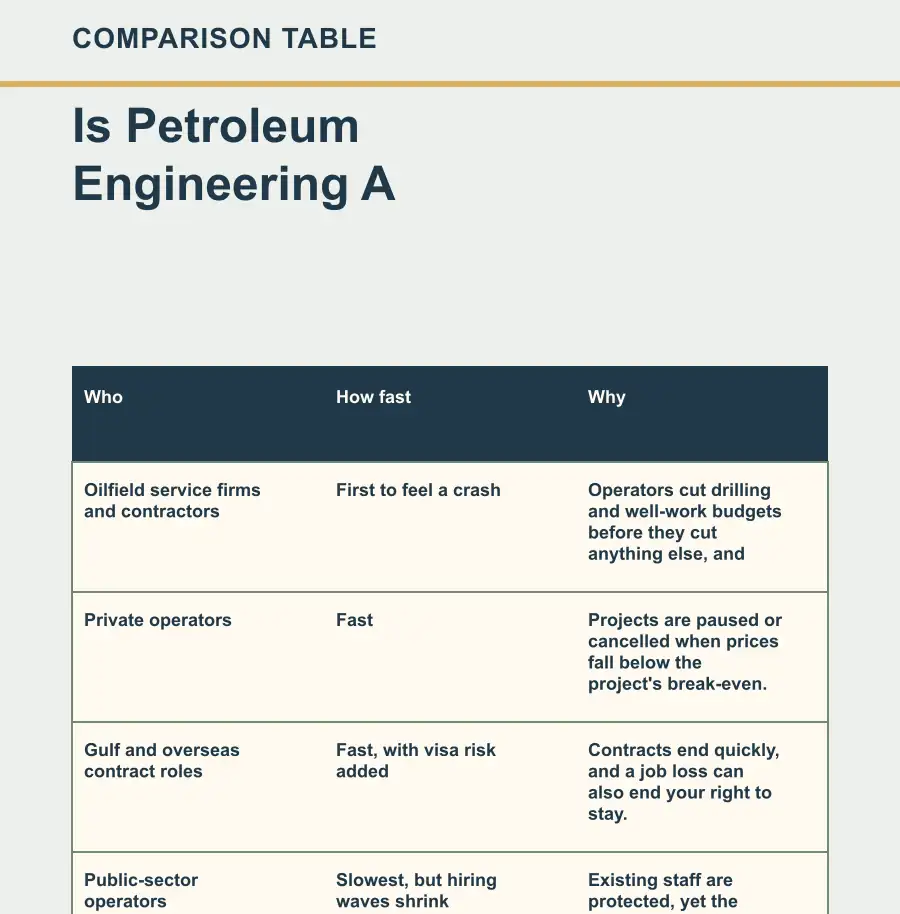 COMPARISON TABLE
Is Petroleum
Engineering A
Who
How fast
Why
Oilfield service firms
and contractors
First to feel a crash
Operators cut drilling
and well-work budgets
before they cut
anything else, and
Private operators
Fast
Projects are paused or
cancelled when prices
fall below the
project's break-even.
Gulf and overseas
contract roles
Fast, with visa risk
added
Contracts end quickly,
and a job loss can
also end your right to
stay.
Public-sector
operators
Slowest, but hiring
waves shrink
Existing staff are
protected, yet the